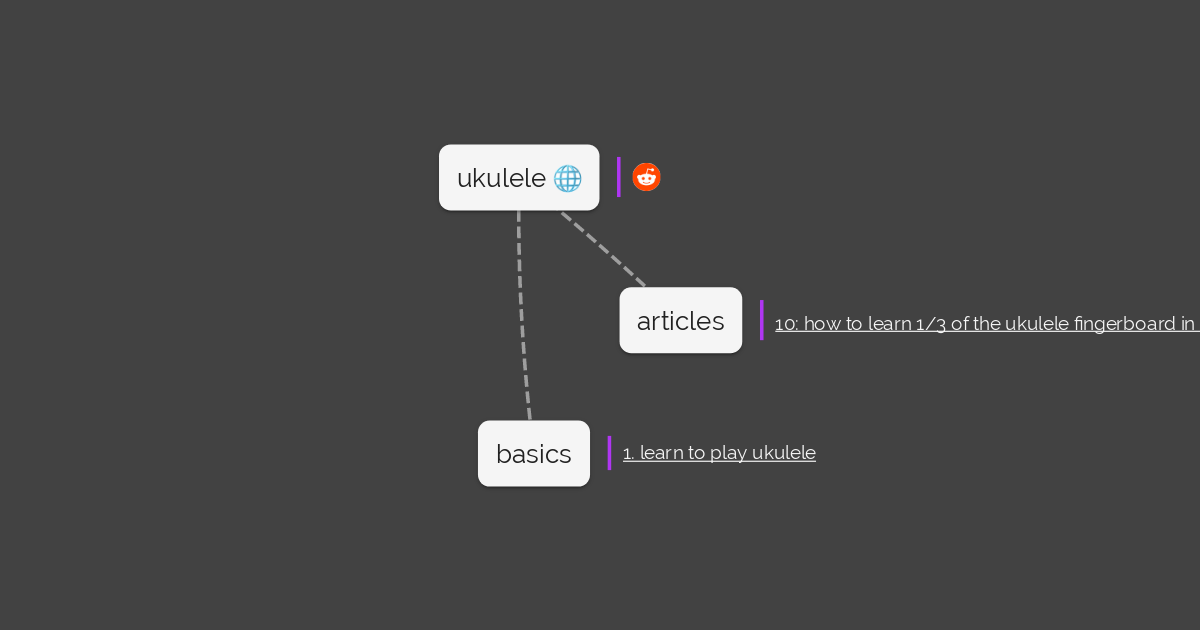 ukulele
articles
10: how to learn 1/3 of the ukulele fingerboard in
basics
1. learn to play ukulele